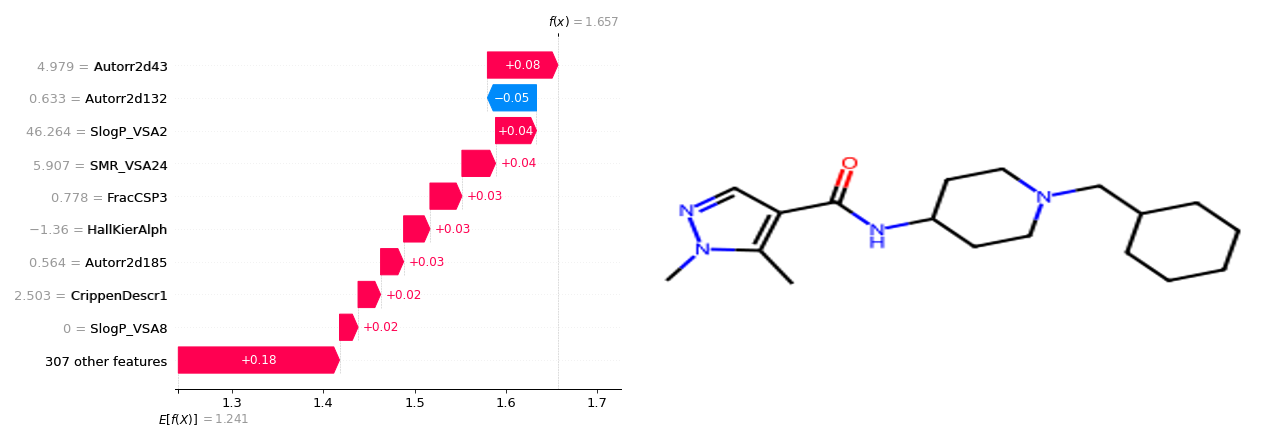 f(x) = 1.657
4.979 = Autorr2d43
+0.08
0.633 = Autorr2d132
−0.05
46.264 = SlogP_VSA2
+0.04
5.907 = SMR_VSA24
+0.04
0.778 = FracCSP3
+0.03
−1.36 = HallKierAlph
+0.03
0.564 = Autorr2d185
+0.03
2.503 = CrippenDescr1
+0.02
0 = SlogP_VSA8
+0.02
307 other features
+0.18
1.3 1.4 1.5 1.6 1.7
E[f(X)] = 1.241
O
N
N
N
H
N